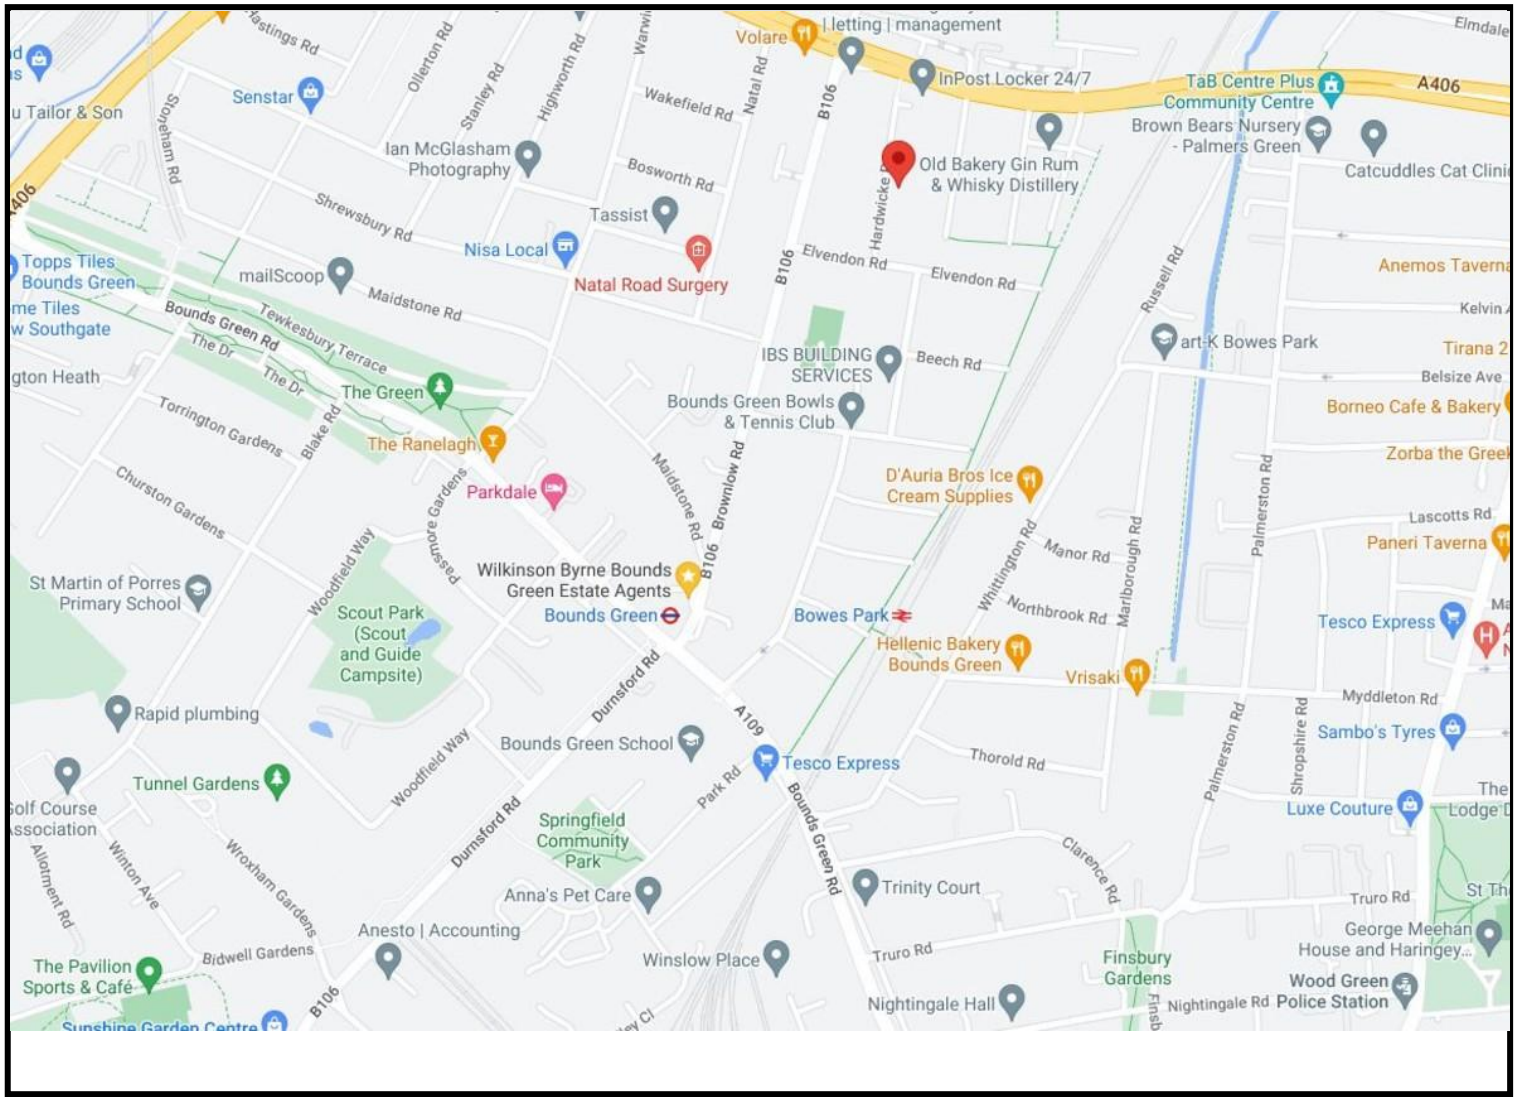 Hastings Rd
Ollerton Rd
Stanley Rd
Highworth Rd
Natal Rd
Volare
| letting | management
Elmdale
B106
InPost Locker 24/7
TaB Centre Plus
Community Centre
A406
Senstar
u Tailor & Son
Stoneham Rd
Wakefield Rd
Ian McGlasham
Photography
Brown Bears Nursery
- Palmers Green
Catcuddles Cat Clini
Old Bakery Gin Rum
& Whisky Distillery
Bosworth Rd
Hardwicke
Shrewsbury Rd
Tassist
A406
Nisa Local
Natal Road Surgery
B106
Elvendon Rd
Elvendon Rd
Russell Rd
Anemos Taverna
Topps Tiles
Bounds Green
me Tiles
w Southgate
mailScoop
Maidstone Rd
Bounds Green Rd
Tewkesbury Terrace
The Dr
The Dr
Kelvin
art-K Bowes Park
Tirana 2
IBS BUILDING
SERVICES
Beech Rd
Belsize Ave
gton Heath
The Green
Bounds Green Bowls
& Tennis Club
Borneo Cafe & Bakery
Torrington Gardens
Blake Rd
The Ranelagh
Zorba the Greek
Churston Gardens
Passmore Gardens
Parkdale
Maidstone Rd
Brownlow Rd
B106
D'Auria Bros Ice
Cream Supplies
Palmerston Rd
Lascotts Rd
Paneri Taverna
Whittington Rd
Manor Rd
Marlborough Rd
Woodfield Way
St Martin of Porres
Primary School
Wilkinson Byrne Bounds
Green Estate Agents
Bounds Green
Bowes Park
Northbrook Rd
Tesco Express
Ma
Scout Park
(Scout
and Guide
Campsite)
Hellenic Bakery
Bounds Green
Vrisaki
Myddleton Rd
Durnsford Rd
Rapid plumbing
A109
Bounds Green School
Shropshire Rd
Sambo's Tyres
Palmerston Rd
Thorold Rd
Tesco Express
Park Rd
Woodfield Way
Tunnel Gardens
Golf Course
Association
Luxe Couture
The
Lodge
Bounds Green Rd
Springfield
Community
Park
Durnsford Rd
Winton Ave
Allotment Rd
Wroxham Gardens
Clarence Rd
Anna's Pet Care
Trinity Court
Truro Rd
St Th
Anesto | Accounting
George Meehan
House and Haringey...
Bidwell Gardens
Truro Rd
Winslow Place
Finsbury
Gardens
The Pavilion
Sports & Café
B106
Nightingale Hall
Nightingale Rd
Wood Green
Police Station
Finsb
ley Cl
Sunshine Garden Centre